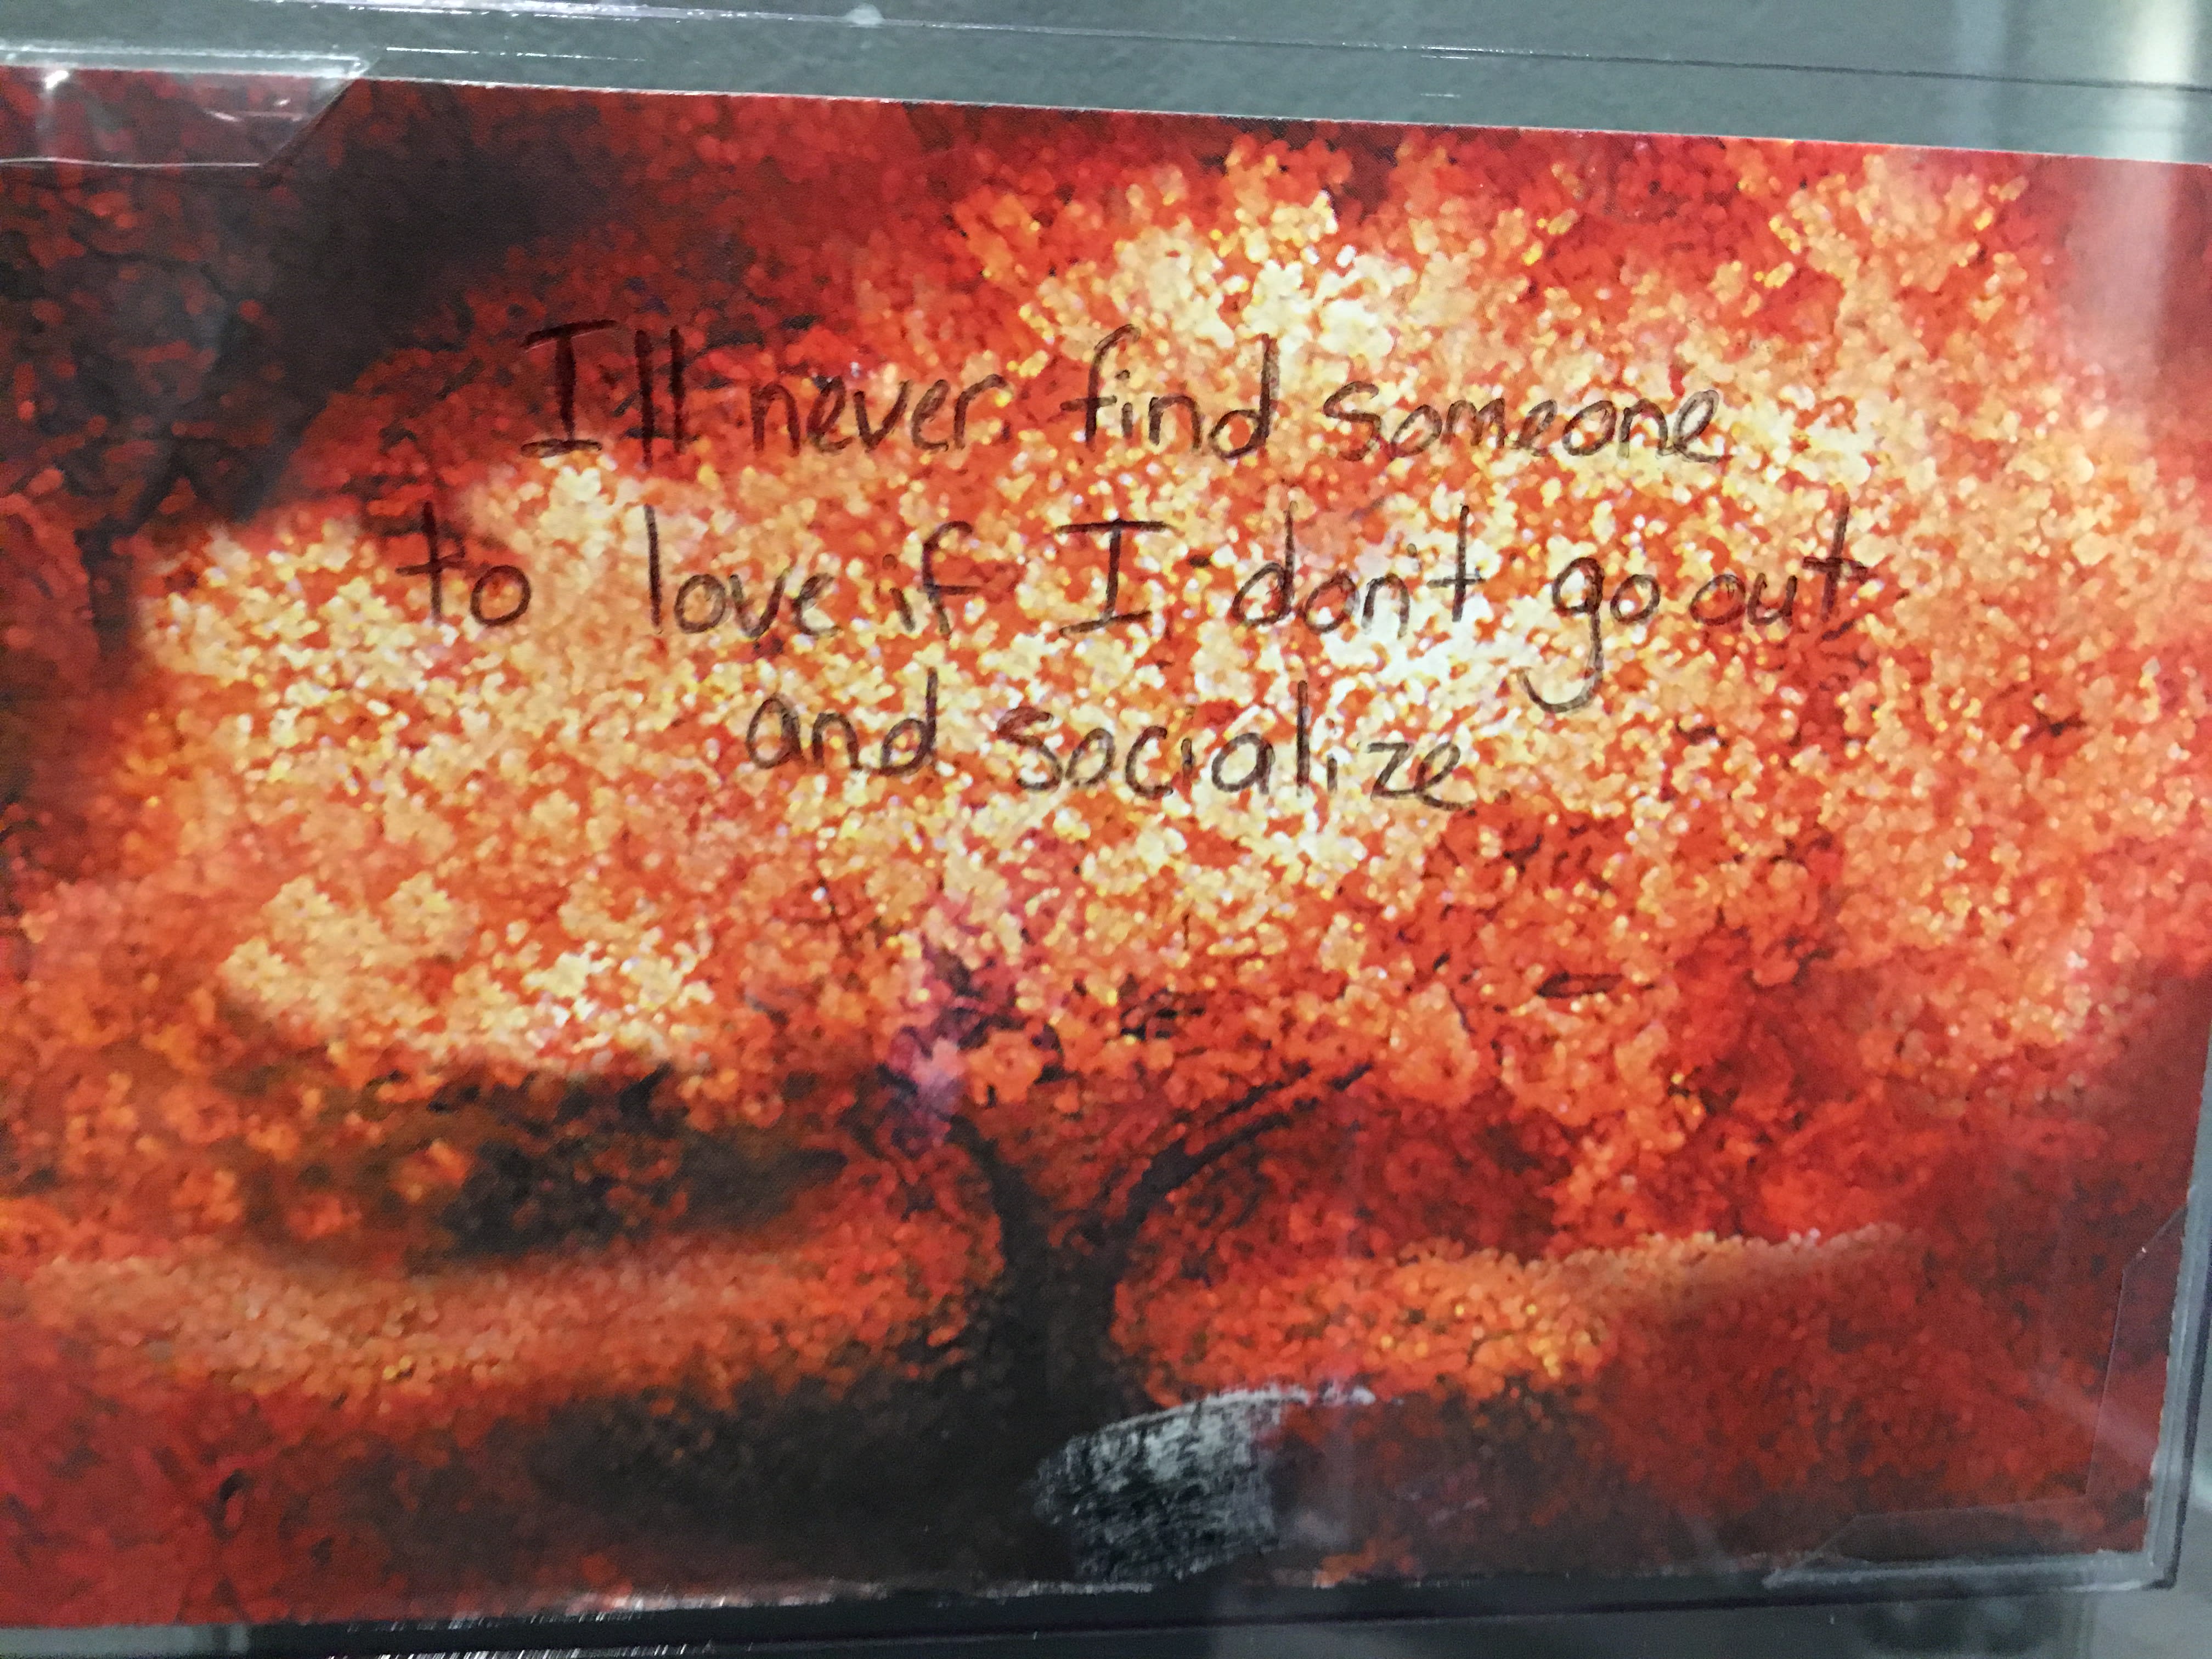 I'll never find someone
to love if I don't go out
and socialize.